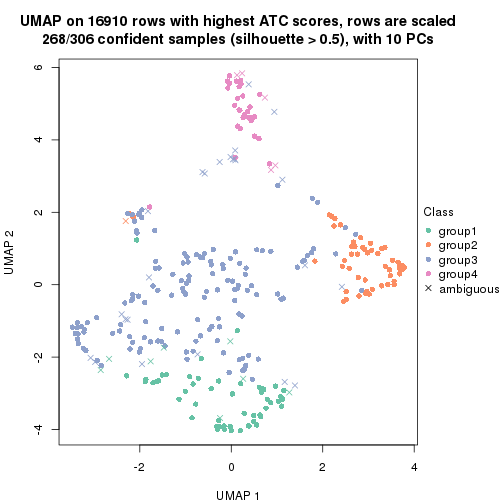 UMAP on 16910 rows with highest ATC scores, rows are scaled
268/306 confident samples (silhouette > 0.5), with 10 PCs
6
4
2
0
-2
-4
UMAP 2
-2
0
2
4
UMAP 1
Class
group1
group2
group3
group4
ambiguous